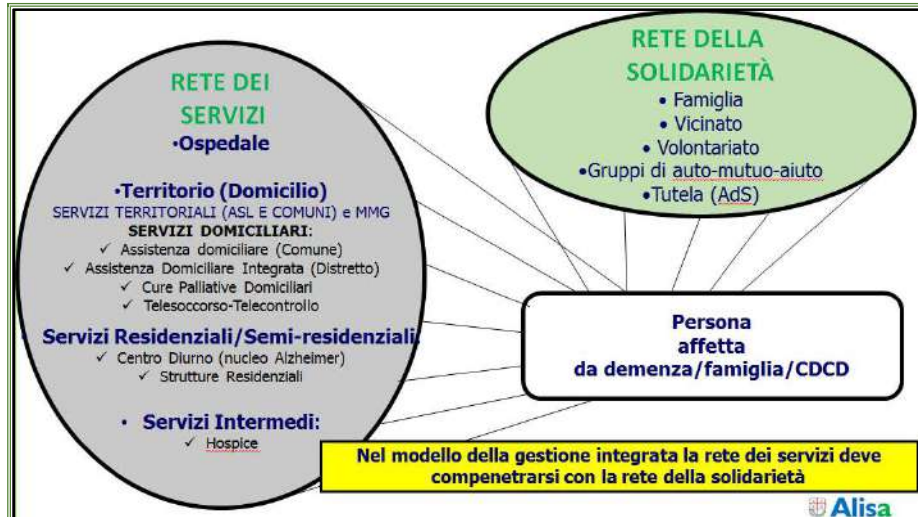 RETE DEI
SERVIZI
•Ospedale
•Territorio (Domicilio)
SERVIZI TERRITORIALI (ASL E COMUNI) e MMG
SERVIZI DOMICILIARI:
✓ Assistenza domiciliare (Comune)
✓ Assistenza Domiciliare Integrata (Distretto)
✓ Cure Palliative Domiciliari
✓ Telesoccorso-Telecontrollo
• Servizi Residenziali/Semi-residenziali:
✓ Centro Diurno (nucleo Alzheimer)
✓ Strutture Residenziali
• Servizi Intermedi:
✓ Hospice
RETE DELLA
SOLIDARIETÀ
• Famiglia
• Vicinato
• Volontariato
•Gruppi di auto-mutuo-aiuto
•Tutela (AdS)
Persona
affetta
da demenza/famiglia/CDCD
Nel modello della gestione integrata la rete dei servizi deve
compenetrarsi con la rete della solidarietà
Alisa